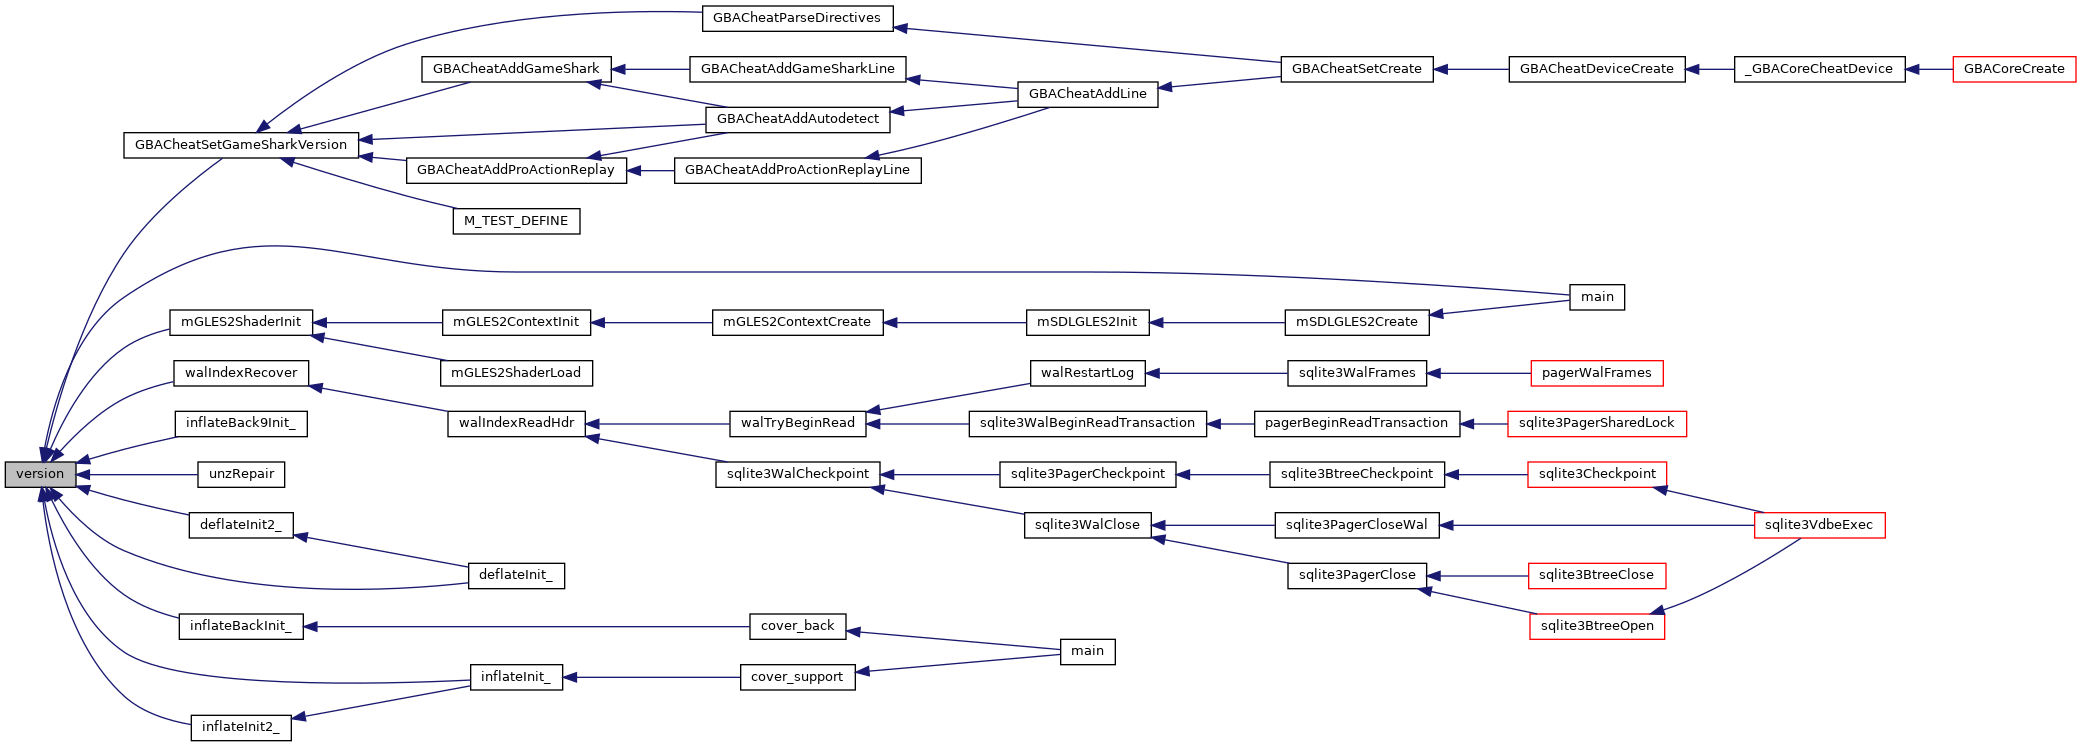 GBACheatParseDirectives
GBACheatAddGameShark
GBACheatAddGameSharkLine
GBACheatSetCreate
GBACheatDeviceCreate
_GBACoreCheatDevice
GBACoreCreate
GBACheatAddLine
GBACheatAddAutodetect
GBACheatSetGameSharkVersion
GBACheatAddProActionReplay
GBACheatAddProActionReplayLine
M_TEST_DEFINE
main
mGLES2ShaderInit
mGLES2ContextInit
mGLES2ContextCreate
mSDLGLES2Init
mSDLGLES2Create
walIndexRecover
mGLES2ShaderLoad
walRestartLog
sqlite3WalFrames
pagerWalFrames
inflateBack9Init_
walIndexReadHdr
walTryBeginRead
sqlite3WalBeginReadTransaction
pagerBeginReadTransaction
sqlite3PagerSharedLock
version
unzRepair
sqlite3WalCheckpoint
sqlite3PagerCheckpoint
sqlite3BtreeCheckpoint
sqlite3Checkpoint
deflateInit2_
sqlite3WalClose
sqlite3PagerCloseWal
sqlite3VdbeExec
deflateInit_
sqlite3PagerClose
sqlite3BtreeClose
inflateBackInit_
cover_back
sqlite3BtreeOpen
main
inflateInit_
cover_support
inflateInit2_